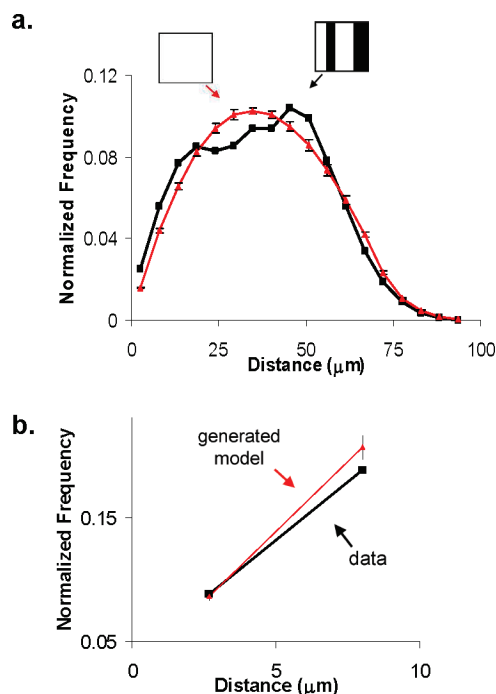 a.
0.12
0.08
0.04
0
Normalized Frequency
0 25 50 75 100
Distance (μm)
b.
generated
model
data
0.15
0.05
Normalized Frequency
0 5 10
Distance (μm)